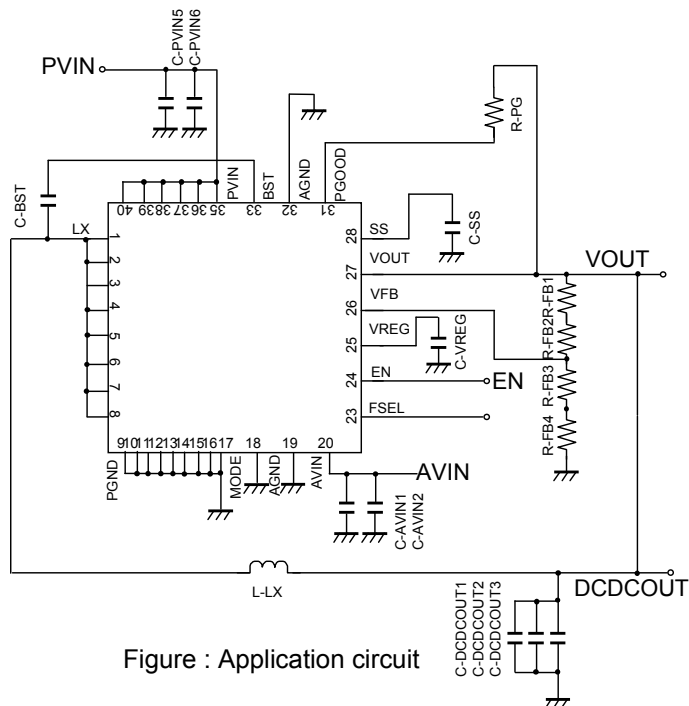 C-PVIN5
C-PVIN6
PVIN
R-PG
C-BST
PVIN
BST
AGND
PGOOD
40 39 38 37 36 35 33 32 31
LX
1
2
3
4
5
6
7
8
28 SS
C-SS
27 VOUT
VOUT
26 VFB
25 VREG
C-VREG
24 EN
EN
23 FSEL
R-FB1
R-FB2
R-FB3
R-FB4
9 10 11 12 13 14 15 16 17 18 19 20
PGND
MODE
AGND
AVIN
AVIN
C-AVIN1
C-AVIN2
L-LX
DCDCOUT
C-DCDCOUT1
C-DCDCOUT2
C-DCDCOUT3
Figure : Application circuit